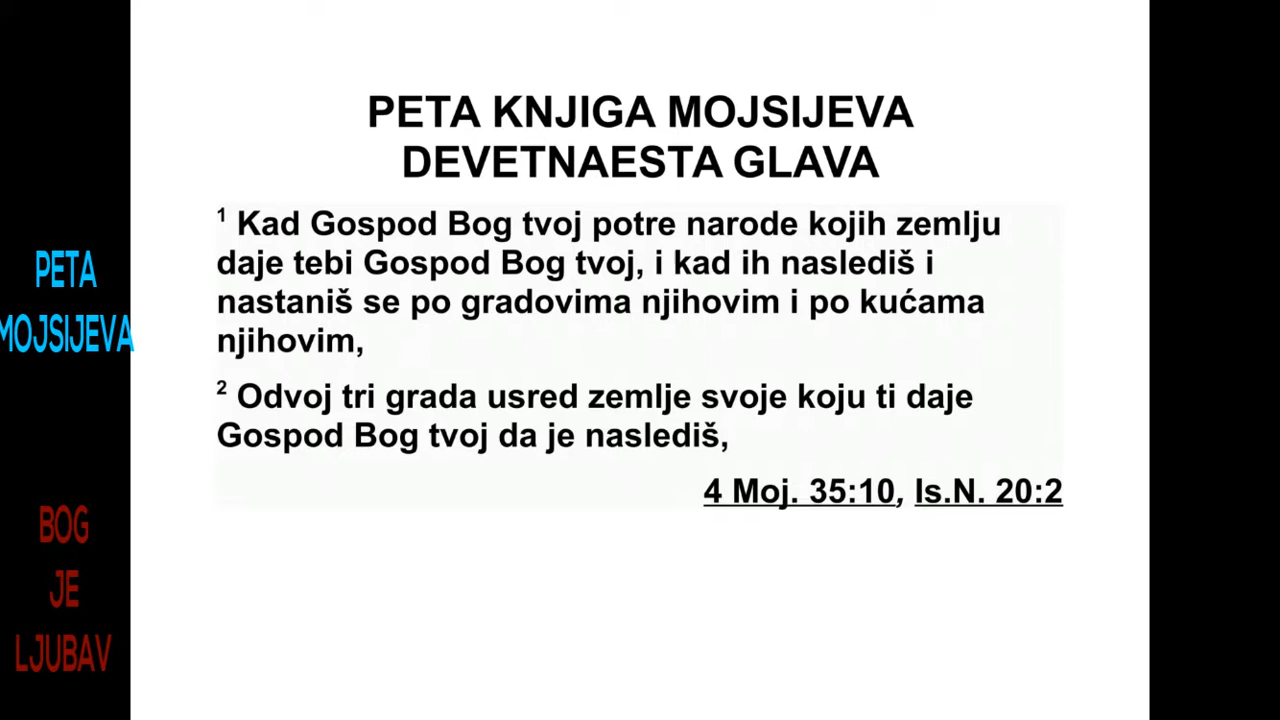 PETA KNJIGA MOJSIJEVA
DEVETNAESTA GLAVA
1 Kad Gospod Bog tvoj potre narode kojih zemlju
daje tebi Gospod Bog tvoj, i kad ih naslediš i
nastaniš se po gradovima njihovim i po kućama
njihovim,
2 Odvoj tri grada usred zemlje svoje koju ti daje
Gospod Bog tvoj da je naslediš,
4 Moj. 35:10, Is.N. 20:2
PETA
MOJSIJEVA
BOG
JE
LJUBAV